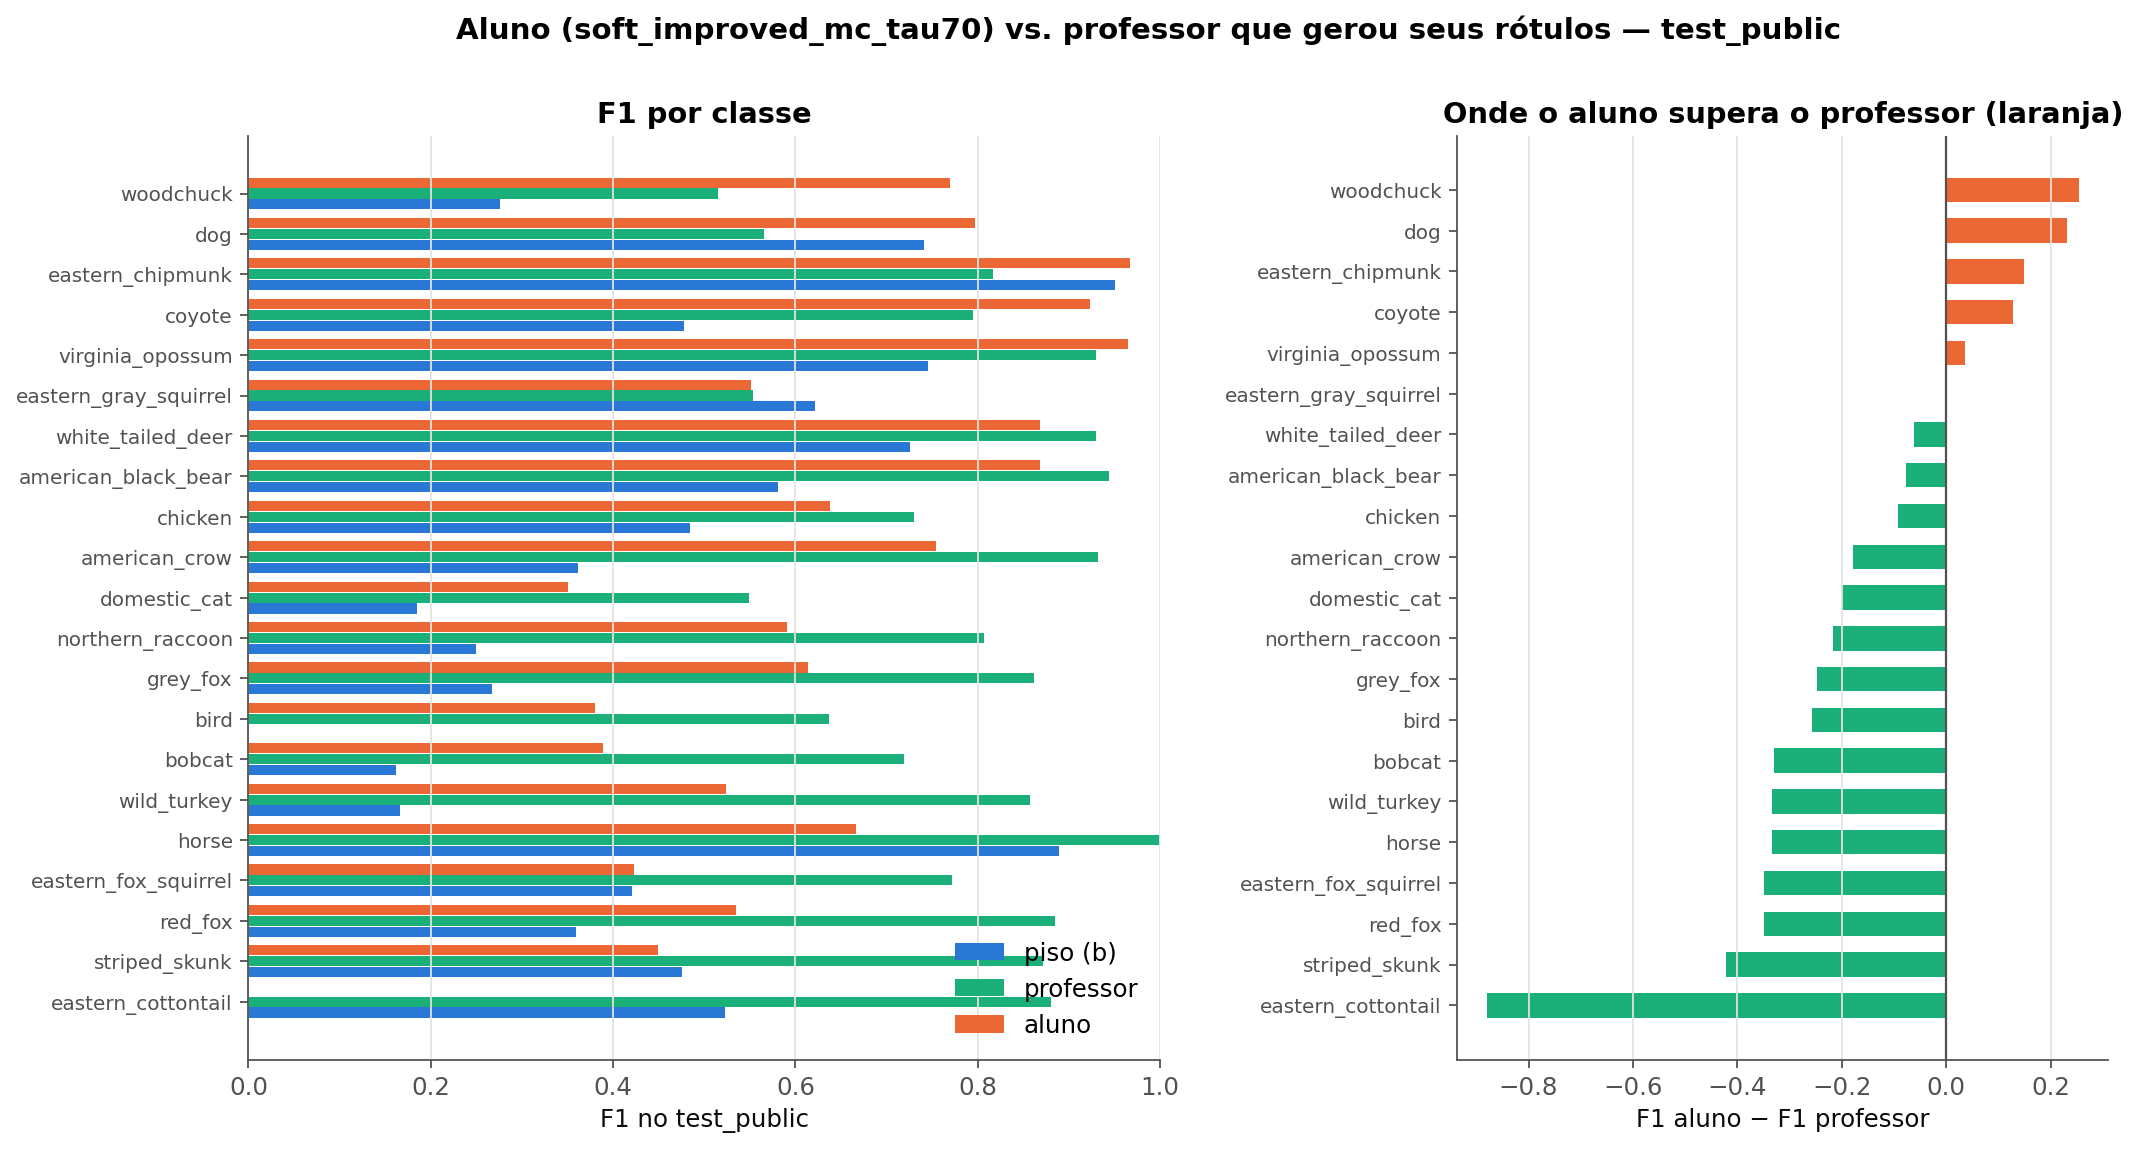 Aluno (soft_improved_mc_tau70) vs. professor que gerou seus rótulos — test_public
F1 por classe
woodchuck
dog
eastern_chipmunk
coyote
virginia_opossum
eastern_gray_squirrel
white_tailed_deer
american_black_bear
chicken
american_crow
domestic_cat
northern_raccoon
grey_fox
bird
bobcat
wild_turkey
horse
eastern_fox_squirrel
red_fox
striped_skunk
eastern_cottontail
piso (b)
professor
aluno
0.0 0.2 0.4 0.6 0.8 1.0
F1 no test_public
Onde o aluno supera o professor (laranja)
woodchuck
dog
eastern_chipmunk
coyote
virginia_opossum
eastern_gray_squirrel
white_tailed_deer
american_black_bear
chicken
american_crow
domestic_cat
northern_raccoon
grey_fox
bird
bobcat
wild_turkey
horse
eastern_fox_squirrel
red_fox
striped_skunk
eastern_cottontail
−0.8 −0.6 −0.4 −0.2 0.0 0.2
F1 aluno − F1 professor